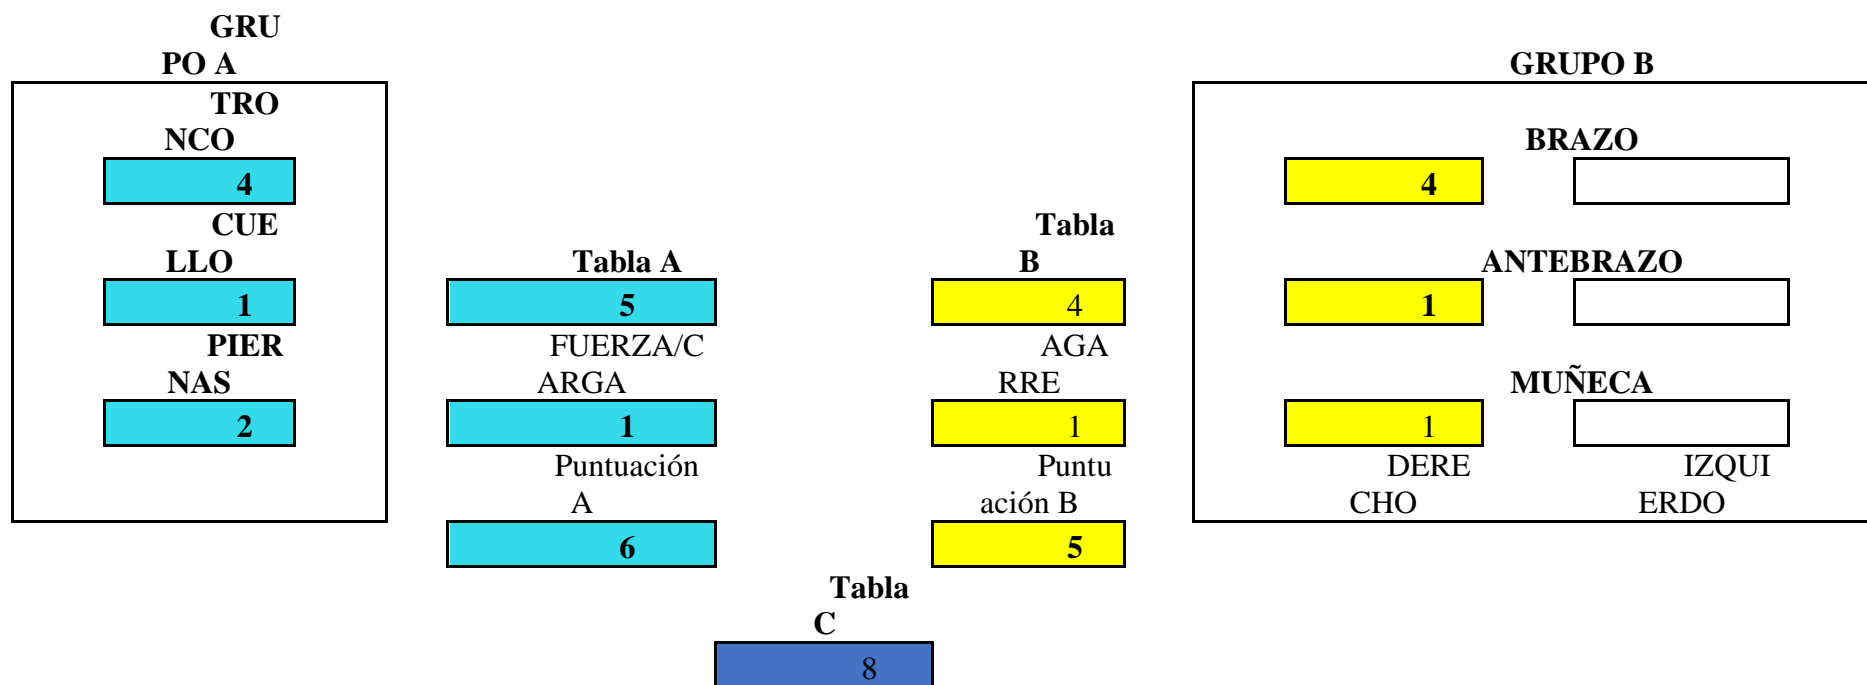 GRU
PO A
GRUPO B
TRO
NCO
4
CUE
LLO
1
PIER
NAS
2
Tabla A
5
FUERZA/C
ARGA
1
Puntuación
A
6
Tabla
B
4
AGA
RRE
1
Puntu
ación B
5
BRAZO
4
ANTEBRAZO
1
MUÑECA
1
DERE
CHO
IZQUI
ERDO
Tabla
C
8